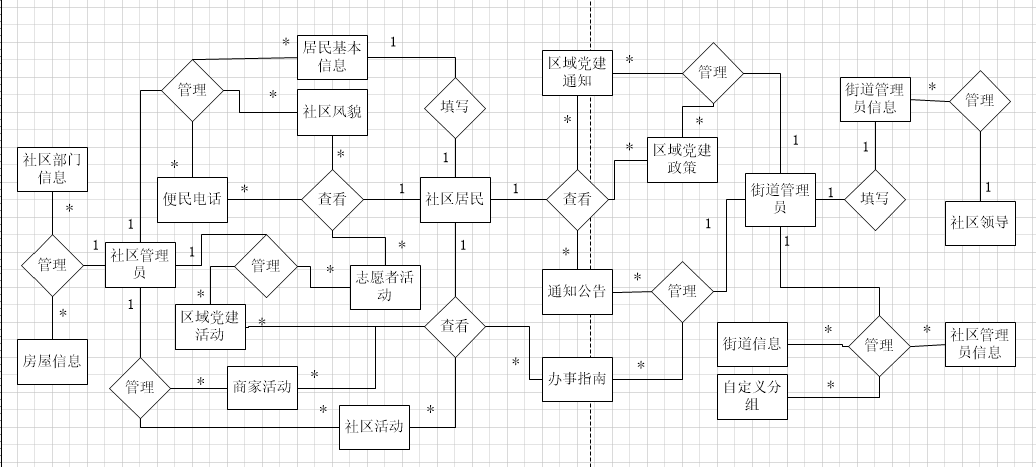 *
居民基本
信息
1
区域党建
通知
*
管理
管理
*
社区风貌
填写
街道管理
员信息
*
管理
*
*
1
1
*
区域党建
政策
社区部门
信息
*
*
1
便民电话
*
查看
1
社区居民
1
查看
街道管理
员
1
填写
1
社区领导
*
1
1
1
1
管理
1
社区管理
员
1
管理
*
志愿者活
动
*
1
*
通知公告
*
管理
*
1
*
区域党建
活动
*
查看
街道信息
*
管理
*
社区管理
员信息
房屋信息
管理
*
商家活动
*
*
办事指南
*
自定义分
组
*
*
社区活动
*